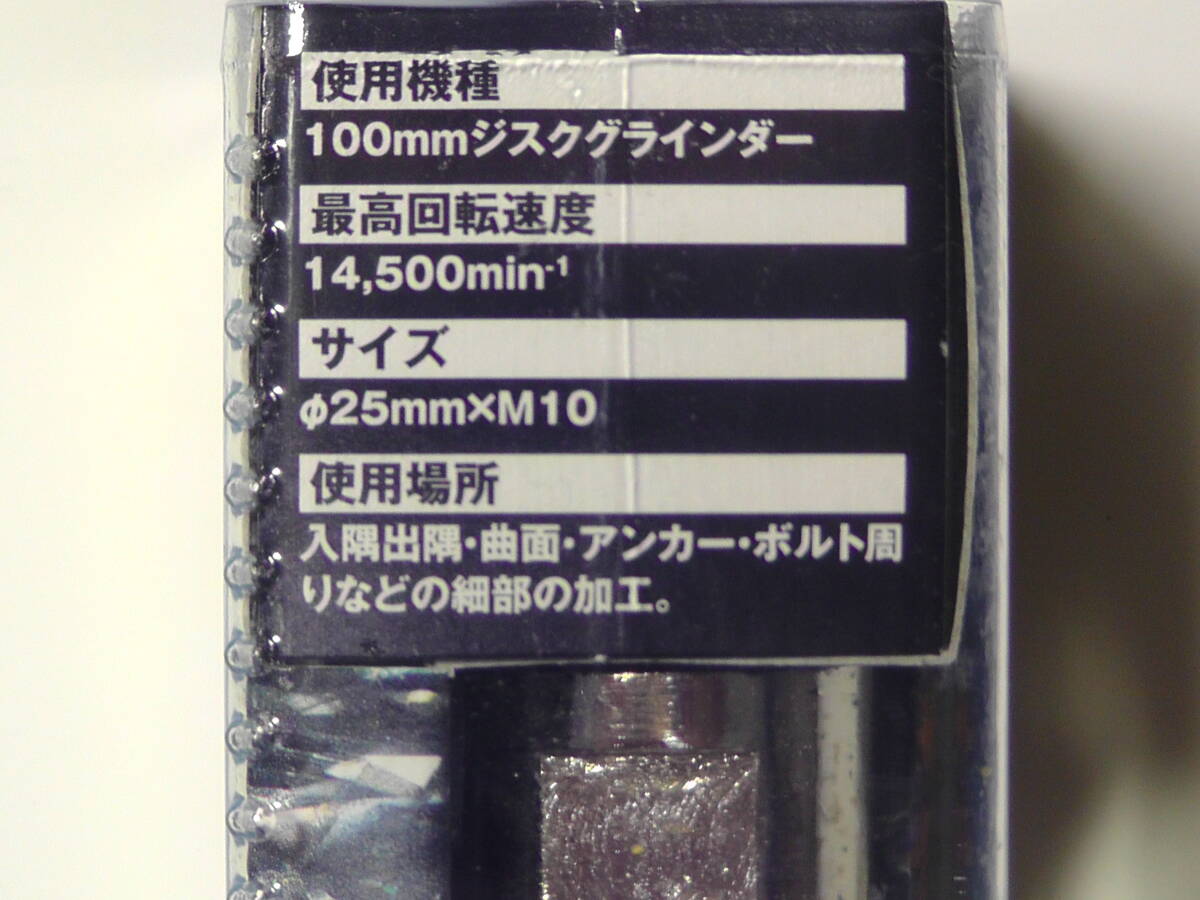 使用機種
100mmジスクグラインダー
最高回転速度
14,500min-1
サイズ
φ25mm×M10
使用場所
入隅出隅・曲面・アンカー・ボルト周
りなどの細部の加工。